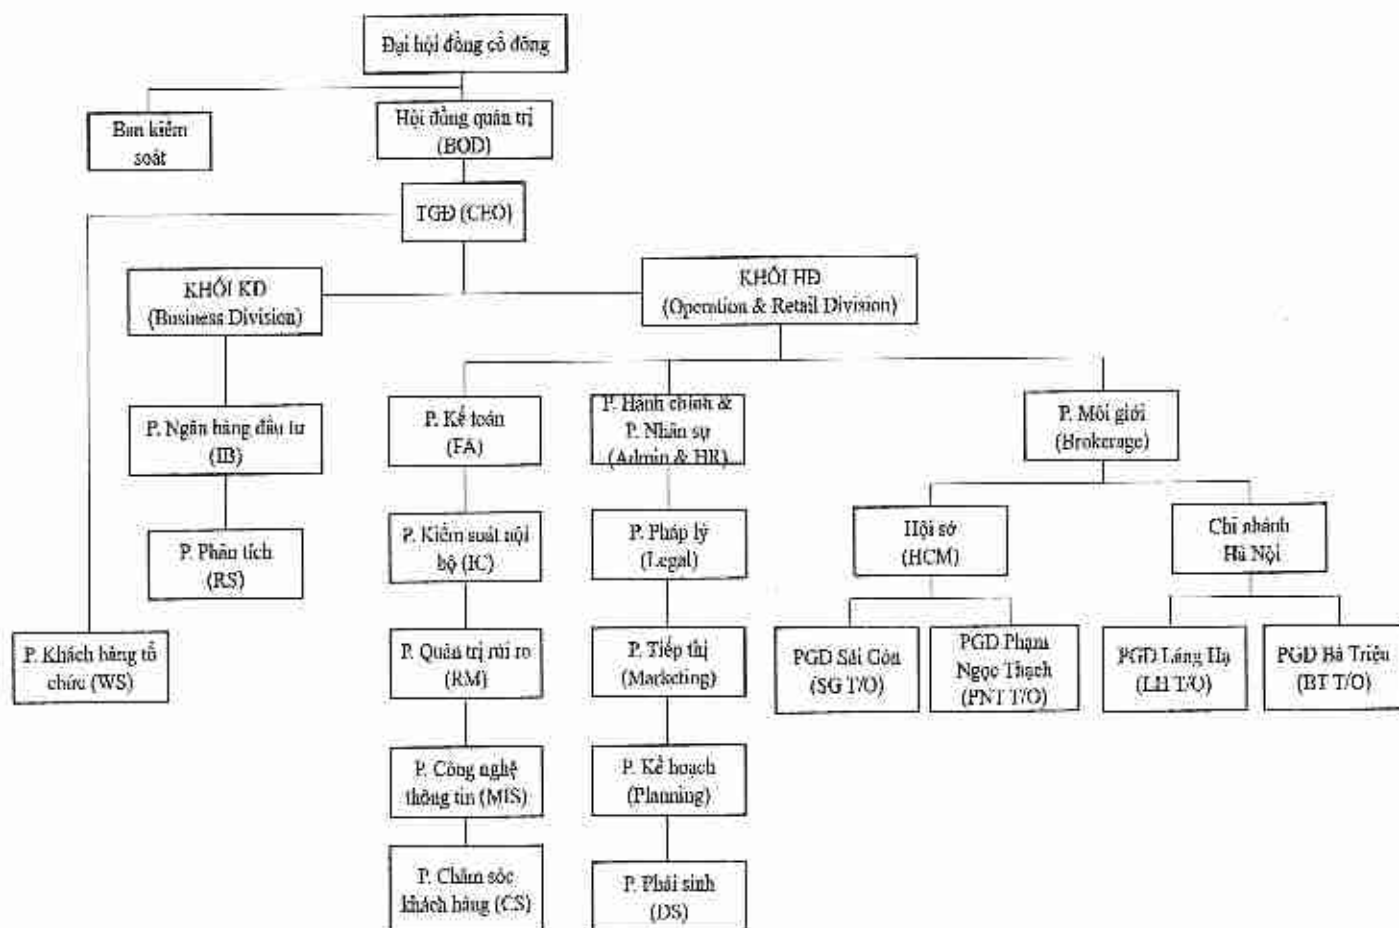 Đại hội đồng cổ đông
Ban kiểm
soát
Hội đồng quản trị
(BOD)
TGĐ (CEO)
KHỐI KD
(Business Division)
KHỐI HĐ
(Operation & Retail Division)
P. Ngân hàng đầu tư
(IB)
P. Kế toán
(FA)
P. Hành chính &
P. Nhân sự
(Admin & HR)
P. Môi giới
(Brokerage)
P. Phân tích
(RS)
P. Kiểm soát nội
bộ (IC)
P. Pháp lý
(Legal)
Hội sở
(HCM)
Chi nhánh
Hà Nội
P. Khách hàng tổ
chức (WS)
P. Quản trị rủi ro
(RM)
P. Tiếp thị
(Marketing)
PGD Sài Gòn
(SG T/O)
PGD Phạm
Ngọc Thạch
(PNT T/O)
PGD Láng Hạ
(LH T/O)
PGD Bà Triệu
(BT T/O)
P. Công nghệ
thông tin (MIS)
P. Kế hoạch
(Planning)
P. Chăm sóc
khách hàng (CS)
P. Phái sinh
(DS)